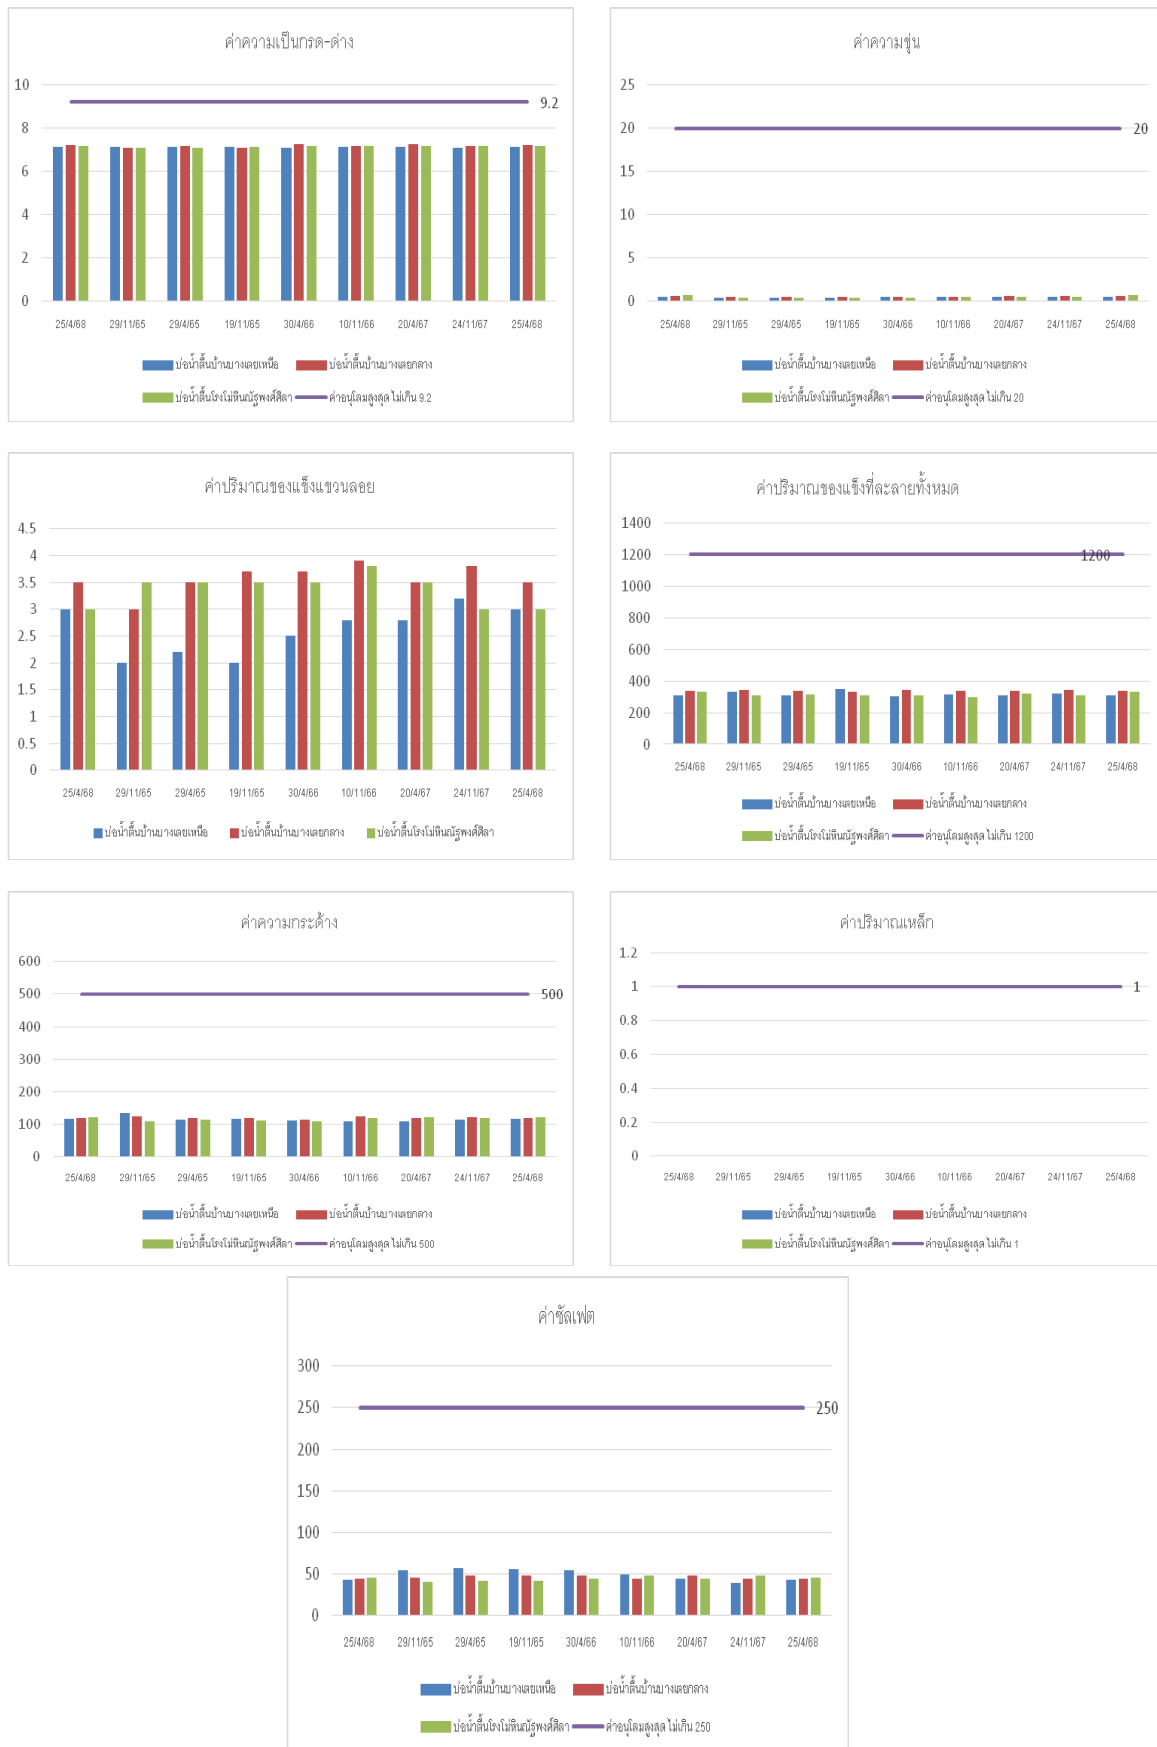 ค่าความเป็นกรด-ด่าง
10
9.2
8
6
4
2
0
25/4/68 29/11/65 29/4/65 19/11/65 30/4/66 10/11/66 20/4/67 24/11/67 25/4/68
บ่อน้ำตื้นบ้านบางเตยเหนือ บ่อน้ำตื้นบ้านบางเตยกลาง
บ่อน้ำตื้นโรงโม่หินณัฐพงศ์ศิลา ค่าอนุโลมสูงสุด ไม่เกิน 9.2
ค่าความขุ่น
25
20 20
15
10
5
0
25/4/68 29/11/65 29/4/65 19/11/65 30/4/66 10/11/66 20/4/67 24/11/67 25/4/68
บ่อน้ำตื้นบ้านบางเตยเหนือ บ่อน้ำตื้นบ้านบางเตยกลาง
บ่อน้ำตื้นโรงโม่หินณัฐพงศ์ศิลา ค่าอนุโลมสูงสุด ไม่เกิน 20
ค่าปริมาณของแข็งแขวนลอย
4.5
4
3.5
3
2.5
2
1.5
1
0.5
0
25/4/68 29/11/65 29/4/65 19/11/65 30/4/66 10/11/66 20/4/67 24/11/67 25/4/68
บ่อน้ำตื้นบ้านบางเตยเหนือ บ่อน้ำตื้นบ้านบางเตยกลาง บ่อน้ำตื้นโรงโม่หินณัฐพงศ์ศิลา
ค่าปริมาณของแข็งที่ละลายทั้งหมด
1400
1200 1200
1000
800
600
400
200
0
25/4/68 29/11/65 29/4/65 19/11/65 30/4/66 10/11/66 20/4/67 24/11/67 25/4/68
บ่อน้ำตื้นบ้านบางเตยเหนือ บ่อน้ำตื้นบ้านบางเตยกลาง
บ่อน้ำตื้นโรงโม่หินณัฐพงศ์ศิลา ค่าอนุโลมสูงสุด ไม่เกิน 1200
ค่าความกระด้าง
600
500 500
400
300
200
100
0
25/4/68 29/11/65 29/4/65 19/11/65 30/4/66 10/11/66 20/4/67 24/11/67 25/4/68
บ่อน้ำตื้นบ้านบางเตยเหนือ บ่อน้ำตื้นบ้านบางเตยกลาง
บ่อน้ำตื้นโรงโม่หินณัฐพงศ์ศิลา ค่าอนุโลมสูงสุด ไม่เกิน 500
ค่าปริมาณเหล็ก
1.2
1 1
0.8
0.6
0.4
0.2
0
25/4/68 29/11/65 29/4/65 19/11/65 30/4/66 10/11/66 20/4/67 24/11/67 25/4/68
บ่อน้ำตื้นบ้านบางเตยเหนือ บ่อน้ำตื้นบ้านบางเตยกลาง
บ่อน้ำตื้นโรงโม่หินณัฐพงศ์ศิลา ค่าอนุโลมสูงสุด ไม่เกิน 1
ค่าซัลเฟต
300
250 250
200
150
100
50
0
25/4/68 29/11/65 29/4/65 19/11/65 30/4/66 10/11/66 20/4/67 24/11/67 25/4/68
บ่อน้ำตื้นบ้านบางเตยเหนือ บ่อน้ำตื้นบ้านบางเตยกลาง
บ่อน้ำตื้นโรงโม่หินณัฐพงศ์ศิลา ค่าอนุโลมสูงสุด ไม่เกิน 250